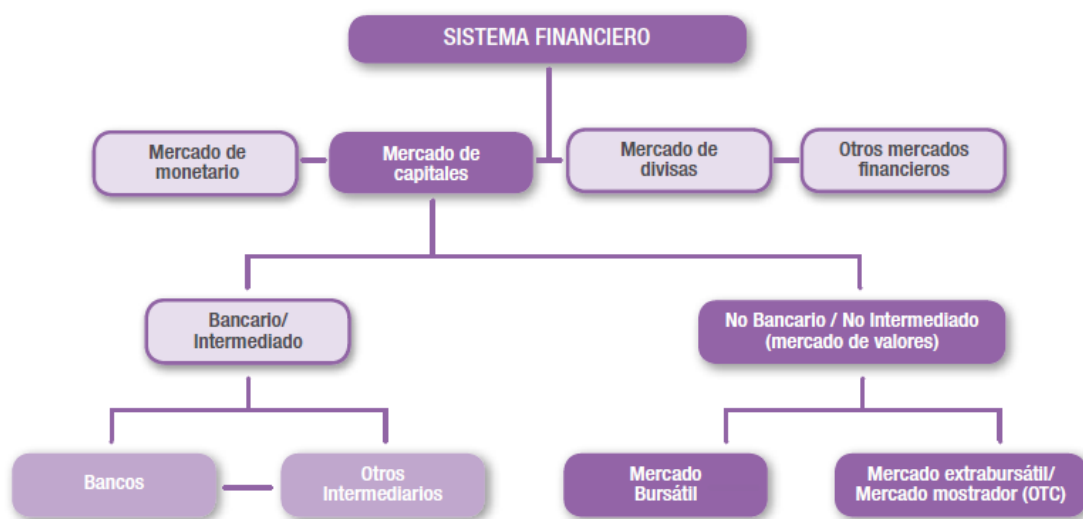 SISTEMA FINANCIERO
Mercado de
monetario
Mercado de
capitales
Mercado de
divisas
Otros mercados
financieros
Bancario/
Intermediado
No Bancario / No Intermediado
(mercado de valores)
Bancos
Otros
Intermediarios
Mercado
Bursátil
Mercado extrabursátil/
Mercado mostrador (OTC)